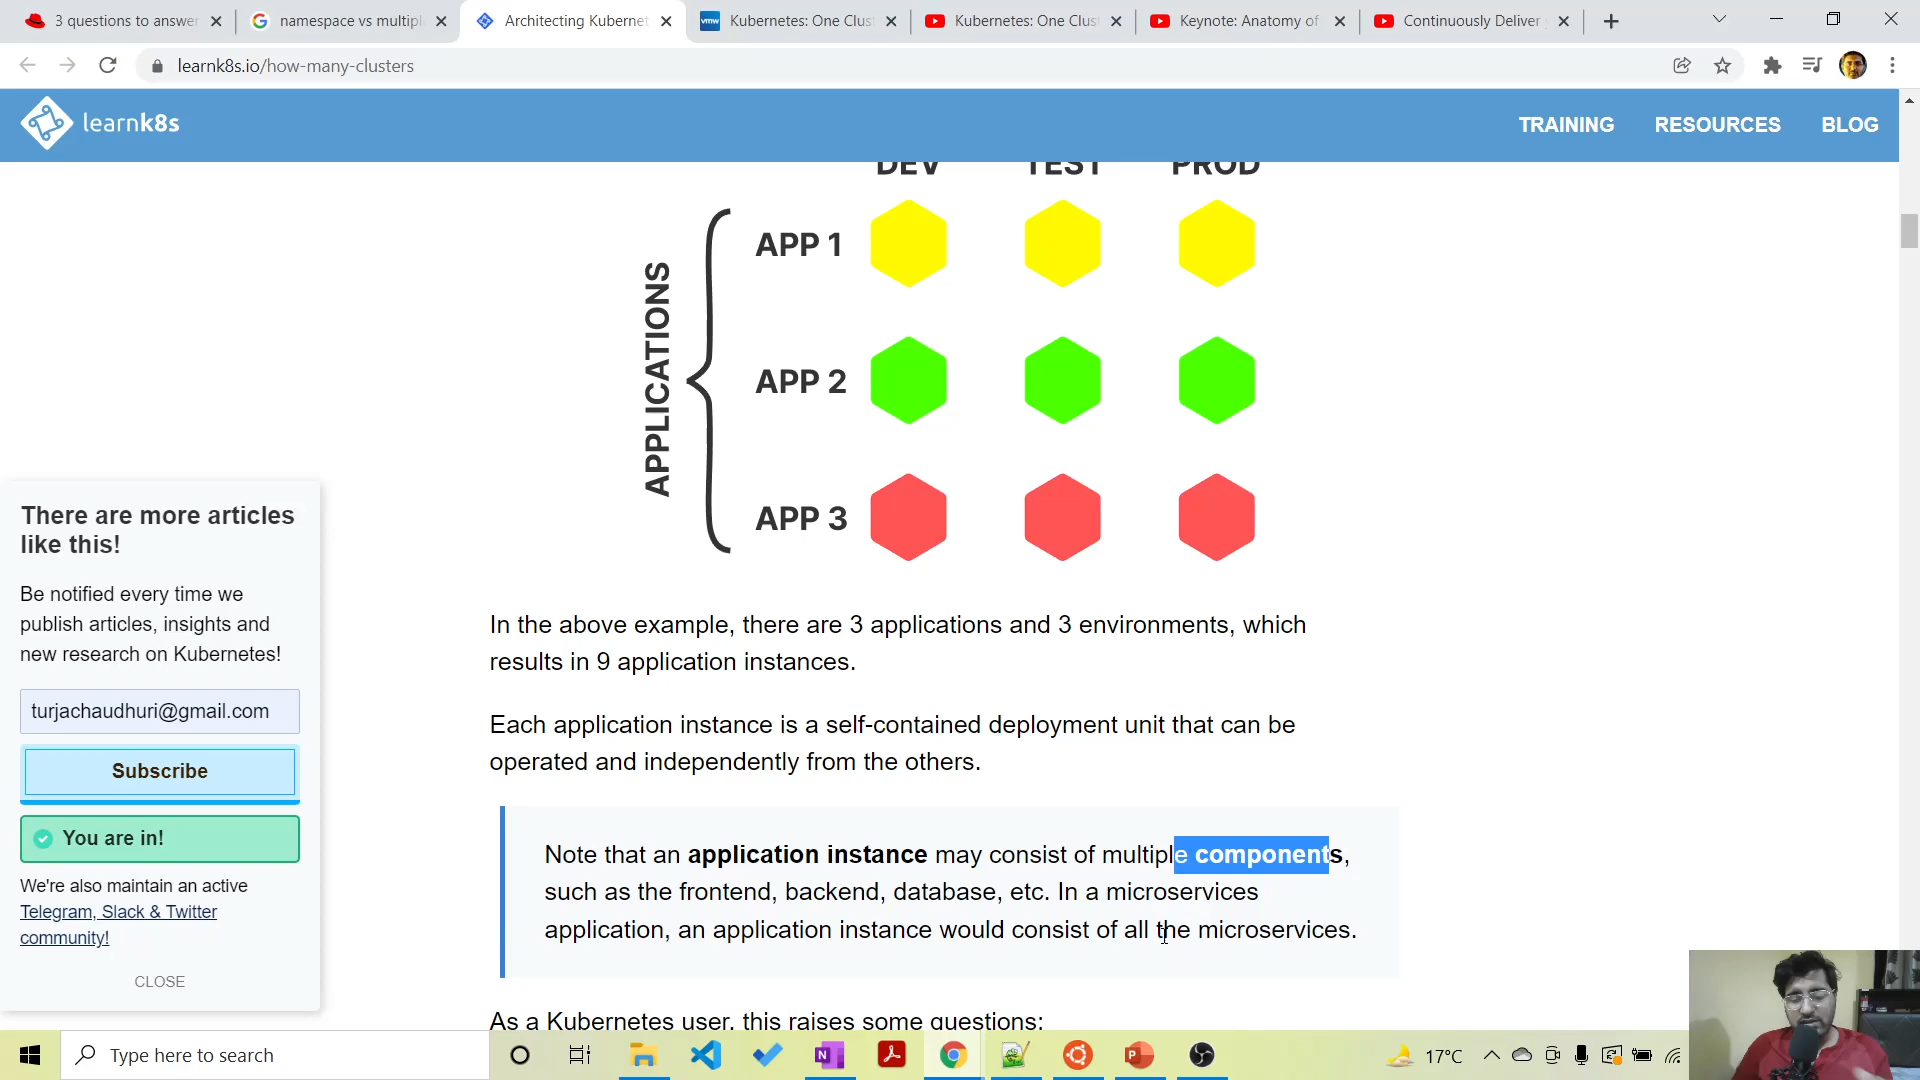 3 questions to answer
namespace vs multipl
Architecting Kubernet
vmw
Kubernetes: One Clus
Kubernetes: One Clus
Keynote: Anatomy of
Continuously Deliver
learnk8s.io/how-many-clusters
learnk8s
TRAINING
RESOURCES
BLOG
DEV
TEST
PROD
APPLICATIONS
APP 1
APP 2
APP 3
In the above example, there are 3 applications and 3 environments, which
results in 9 application instances.
Each application instance is a self-contained deployment unit that can be
operated and independently from the others.
Note that an application instance may consist of multiple components,
such as the frontend, backend, database, etc. In a microservices
application, an application instance would consist of all the microservices.
As a Kubernetes user, this raises some questions:
There are more articles
like this!
Be notified every time we
publish articles, insights and
new research on Kubernetes!
turjachaudhuri@gmail.com
Subscribe
You are in!
We're also maintain an active
Telegram, Slack & Twitter
community!
CLOSE
Type here to search
17°C